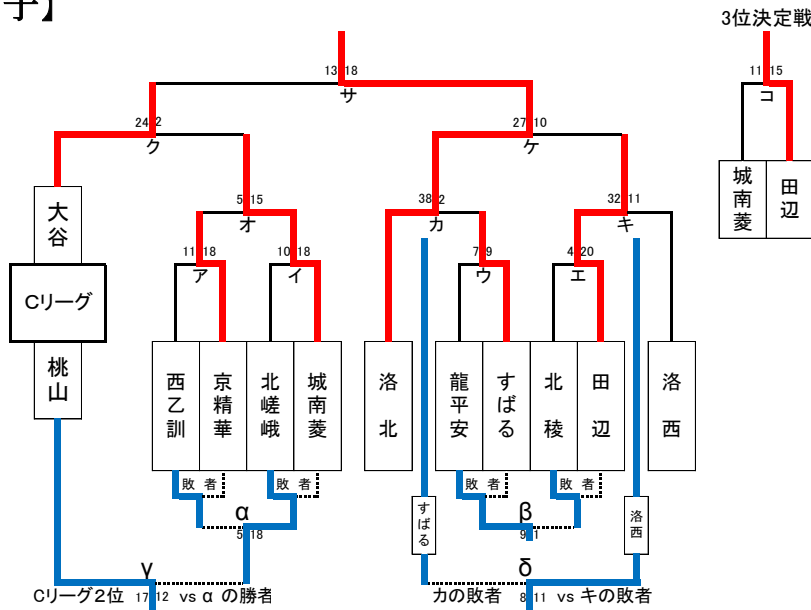 子】
3位決定戦
13 18
サ
11 15
コ
城南菱
田辺
24 2
ク
27 10
ケ
大谷
5 15
オ
38 2
カ
32 11
キ
11 18
ア
10 18
イ
7 9
ウ
4 20
エ
Cリーグ
桃山
西乙訓
京精華
北嵯峨
城南菱
洛北
龍平安
すばる
北稜
田辺
洛西
敗者
敗者
敗者
敗者
α
5 18
すばる
β
9 1
洛西
γ
δ
Cリーグ2位 17 12 vs α の勝者
カの敗者 8 11 vs キの敗者